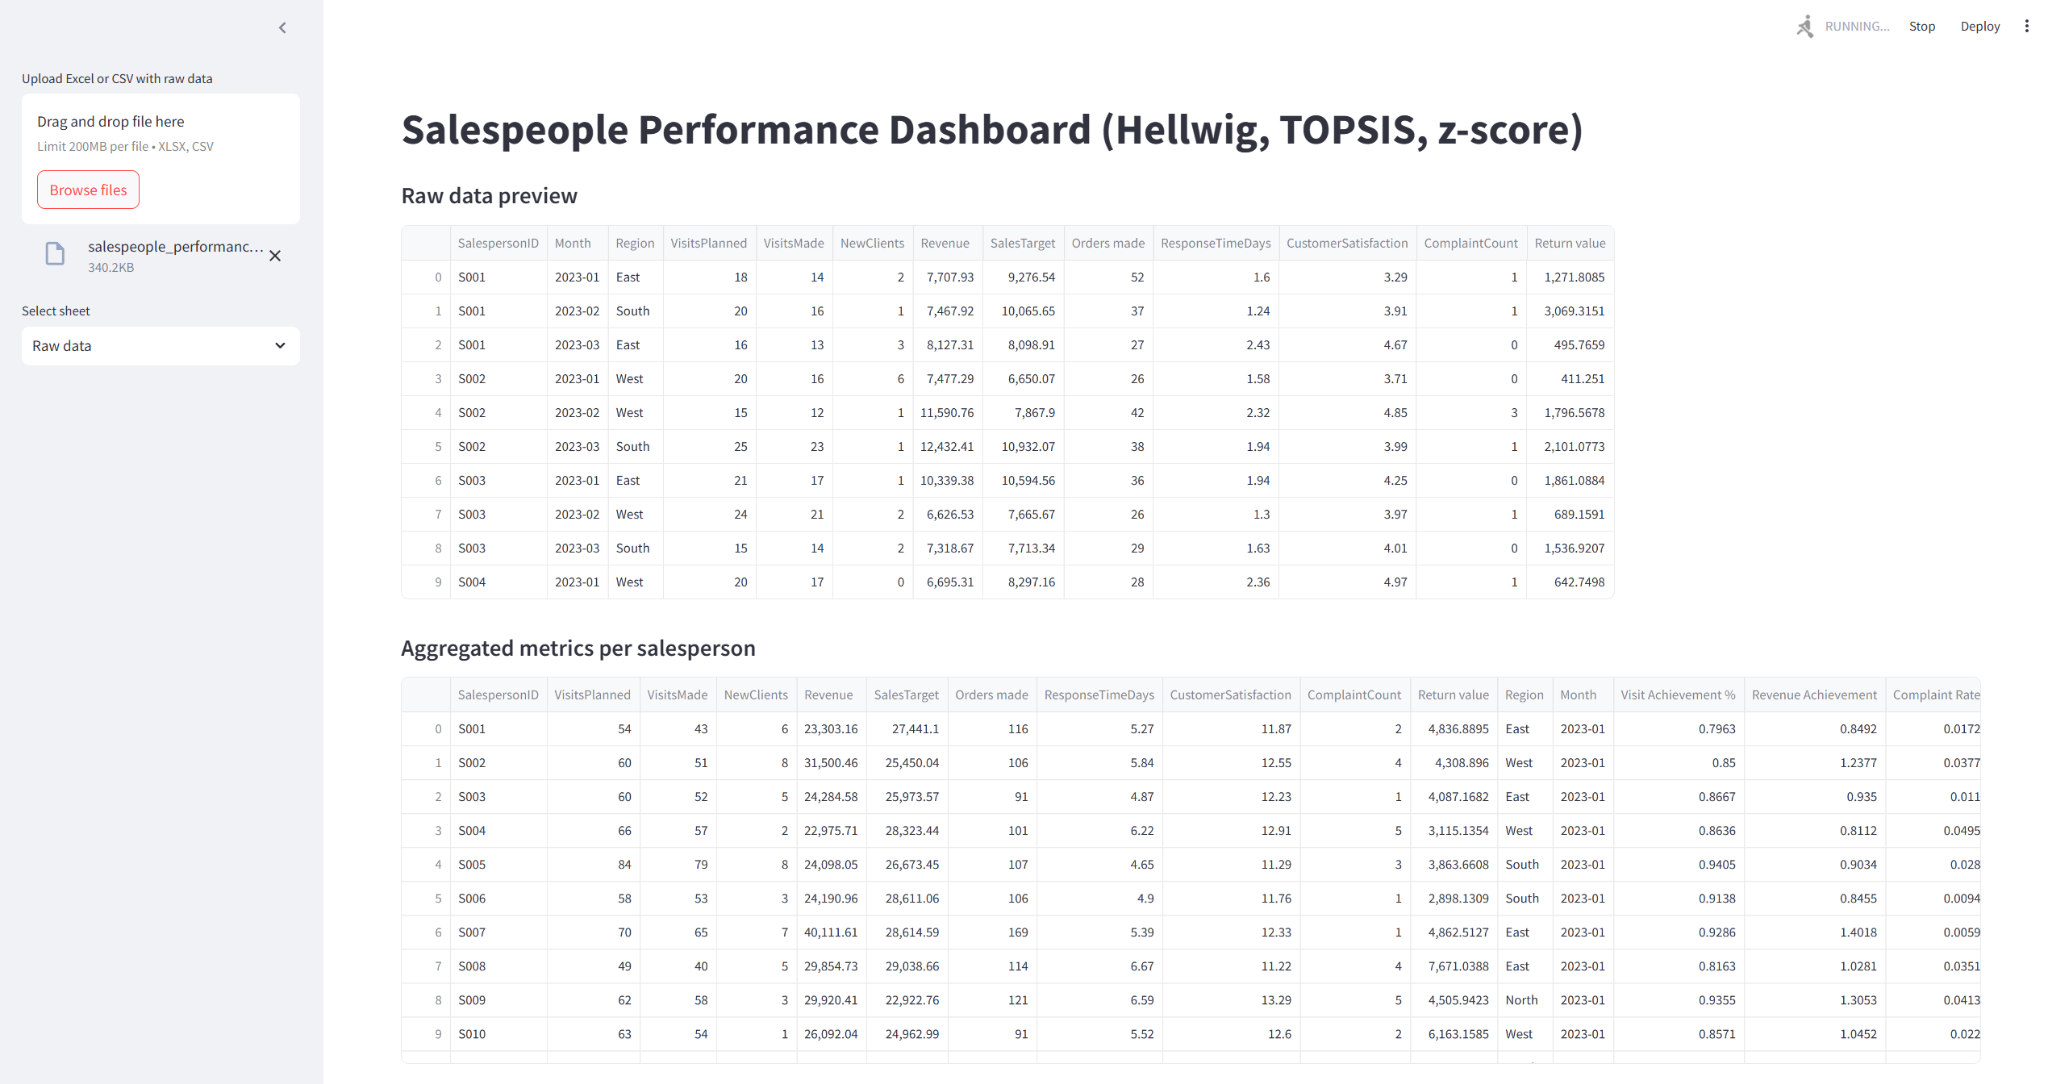 RUNNING...
Stop
Deploy
Upload Excel or CSV with raw data
Drag and drop file here
Limit 200MB per file • XLSX, CSV
Browse files
salespeople_performanc...
340.2KB
Select sheet
Raw data
Salespeople Performance Dashboard (Hellwig, TOPSIS, z-score)
Raw data preview
SalespersonID Month Region VisitsPlanned VisitsMade NewClients Revenue SalesTarget Orders made ResponseTimeDays CustomerSatisfaction ComplaintCount Return value
0 S001 2023-01 East 18 14 2 7,707.93 9,276.54 52 1.6 3.29 1 1,271.8085
1 S001 2023-02 South 20 16 1 7,467.92 10,065.65 37 1.24 3.91 1 3,069.3151
2 S001 2023-03 East 16 13 3 8,127.31 8,098.91 27 2.43 4.67 0 495.7659
3 S002 2023-01 West 20 16 6 7,477.29 6,650.07 26 1.58 3.71 0 411.251
4 S002 2023-02 West 15 12 1 11,590.76 7,867.9 42 2.32 4.85 3 1,796.5678
5 S002 2023-03 South 25 23 1 12,432.41 10,932.07 38 1.94 3.99 1 2,101.0773
6 S003 2023-01 East 21 17 1 10,339.38 10,594.56 36 1.94 4.25 0 1,861.0884
7 S003 2023-02 West 24 21 2 6,626.53 7,665.67 26 1.3 3.97 1 689.1591
8 S003 2023-03 South 15 14 2 7,318.67 7,713.34 29 1.63 4.01 0 1,536.9207
9 S004 2023-01 West 20 17 0 6,695.31 8,297.16 28 2.36 4.97 1 642.7498
Aggregated metrics per salesperson
SalespersonID VisitsPlanned VisitsMade NewClients Revenue SalesTarget Orders made ResponseTimeDays CustomerSatisfaction ComplaintCount Return value Region Month Visit Achievement % Revenue Achievement Complaint Rate
0 S001 54 43 6 23,303.16 27,441.1 116 5.27 11.87 2 4,836.8895 East 2023-01 0.7963 0.8492 0.0172
1 S002 60 51 8 31,500.46 25,450.04 106 5.84 12.55 4 4,308.896 West 2023-01 0.85 1.2377 0.0377
2 S003 60 52 5 24,284.58 25,973.57 91 4.87 12.23 1 4,087.1682 East 2023-01 0.8667 0.935 0.011
3 S004 66 57 2 22,975.71 28,323.44 101 6.22 12.91 5 3,115.1354 West 2023-01 0.8636 0.8112 0.0495
4 S005 84 79 8 24,098.05 26,673.45 107 4.65 11.29 3 3,863.6608 South 2023-01 0.9405 0.9034 0.028
5 S006 58 53 3 24,190.96 28,611.06 106 4.9 11.76 1 2,898.1309 South 2023-01 0.9138 0.8455 0.0094
6 S007 70 65 7 40,111.61 28,614.59 169 5.39 12.33 1 4,862.5127 East 2023-01 0.9286 1.4018 0.0059
7 S008 49 40 5 29,854.73 29,038.66 114 6.67 11.22 4 7,671.0388 East 2023-01 0.8163 1.0281 0.0351
8 S009 62 58 3 29,920.41 22,922.76 121 6.59 13.29 5 4,505.9423 North 2023-01 0.9355 1.3053 0.0413
9 S010 63 54 1 26,092.04 24,962.99 91 5.52 12.6 2 6,163.1585 West 2023-01 0.8571 1.0452 0.022